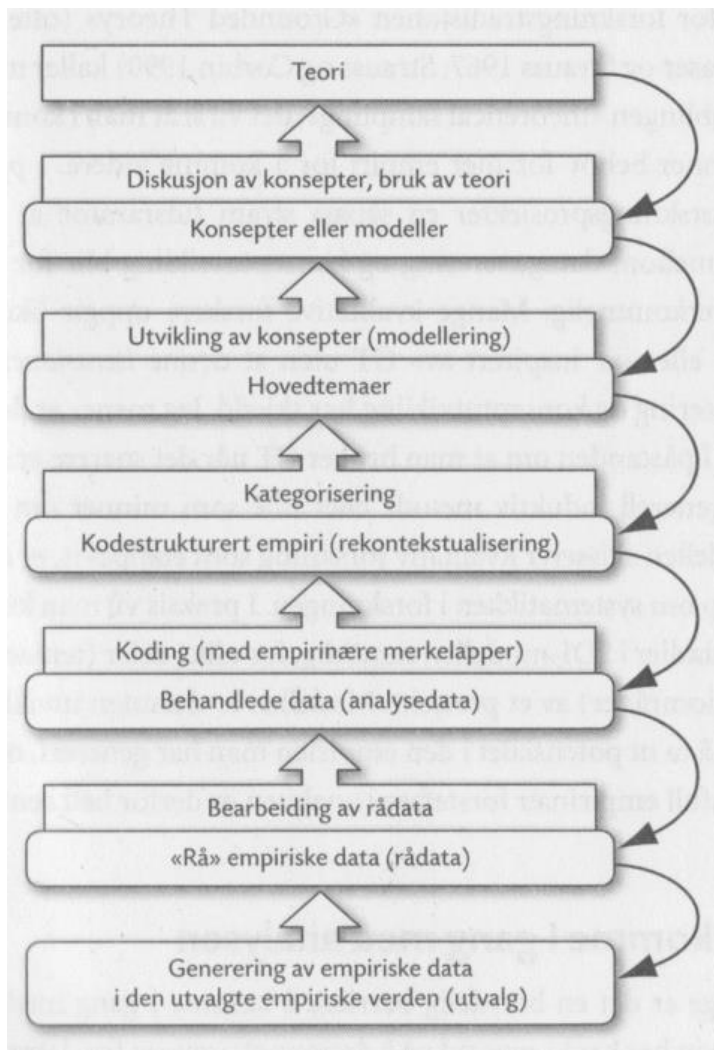 Teori
Diskusjon av konsepter, bruk av teori
Konsepter eller modeller
Utvikling av konsepter (modellering)
Hovedtemaer
Kategorisering
Kodestrukturert empiri (rekontekstualisering)
Koding (med empirinære merkelapper)
Behandlede data (analysedata)
Bearbeiding av rådata
«Rå» empiriske data (rådata)
Generering av empiriske data
i den utvalgte empiriske verden (utvalg)